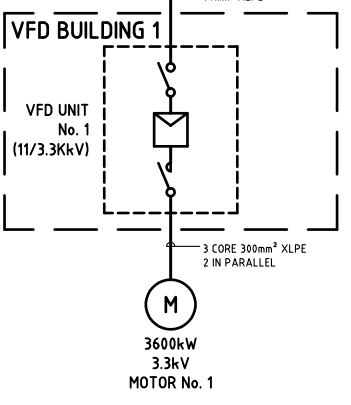 VFD BUILDING 1
VFD UNIT
No. 1
(11/3.3KkV)
3 CORE 300mm² XLPE
2 IN PARALLEL
M
3600kW
3.3kV
MOTOR No. 1